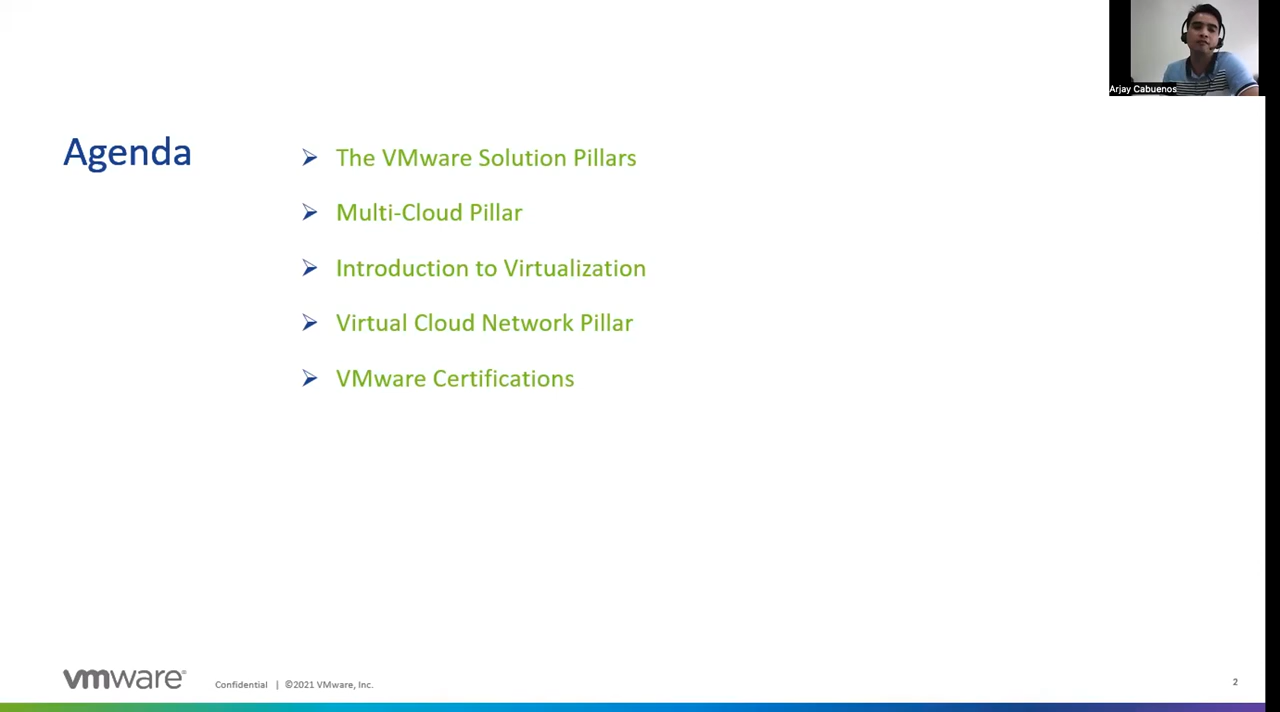 Arjay Cabuenos
Agenda
The VMware Solution Pillars
Multi-Cloud Pillar
Introduction to Virtualization
Virtual Cloud Network Pillar
VMware Certifications
vmware®
Confidential | ©2021 VMware, Inc.
2